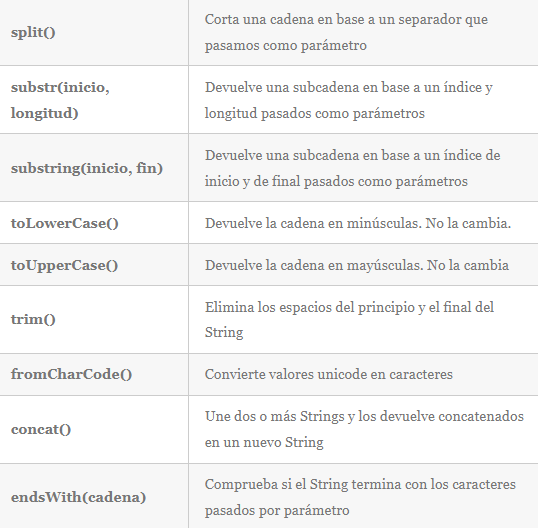 split()
Corta una cadena en base a un separador que
pasamos como parámetro
substr(inicio,
longitud)
Devuelve una subcadena en base a un índice y
longitud pasados como parámetros
substring(inicio, fin)
Devuelve una subcadena en base a un índice de
inicio y de final pasados como parámetros
toLowerCase()
Devuelve la cadena en minúsculas. No la cambia.
toUpperCase()
Devuelve la cadena en mayúsculas. No la cambia
trim()
Elimina los espacios del principio y el final del
String
fromCharCode()
Convierte valores unicode en caracteres
concat()
Une dos o más Strings y los devuelve concatenados
en un nuevo String
endsWith(cadena)
Comprueba si el String termina con los caracteres
pasados por parámetro